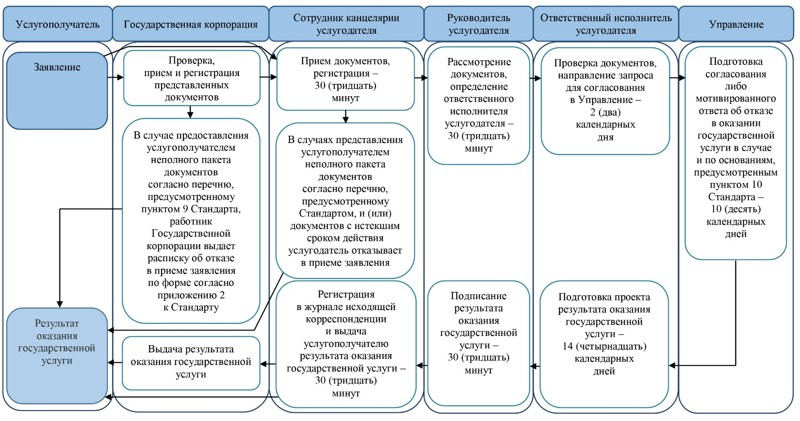 Услугополучатель
Государственная корпорация
Сотрудник канцелярии
услугодателя
Руководитель
услугодателя
Ответственный исполнитель
услугодателя
Управление
Заявление
Проверка,
прием и регистрация
представленных
документов
Прием документов,
регистрация –
30 (тридцать)
минут
Рассмотрение
документов,
определение
ответственного
исполнителя
услугодателя –
30 (тридцать)
минут
Проверка документов,
направление запроса
для согласования
в Управление –
2 (два)
календарных
дня
Подготовка
согласования
либо
мотивированного
ответа об отказе
в оказании
государственной
услуги в случае
и по основаниям,
предусмотренным
пунктом 10
Стандарта –
10 (десять)
календарных
дней
В случае предоставления
услугополучателем
неполного пакета
документов
согласно перечню,
предусмотренному
пунктом 9 Стандарта,
работник
Государственной
корпорации выдает
расписку об отказе
в приеме заявления
по форме согласно
приложению 2
к Стандарту
В случаях представления
услугополучателем
неполного пакета
документов
согласно перечню,
предусмотренному
Стандартом, и (или)
документов с истекшим
сроком действия
услугодатель отказывает
в приеме заявления
Результат
оказания
государственной
услуги
Выдача результата
оказания государственной
услуги
Регистрация
в журнале исходящей
корреспонденции
и выдача
услугополучателю
результата оказания
государственной услуги –
30 (тридцать)
минут
Подписание
результата
оказания
государственной
услуги –
30 (тридцать)
минут
Подготовка проекта
результата оказания
государственной
услуги –
14 (четырнадцать)
календарных
дней